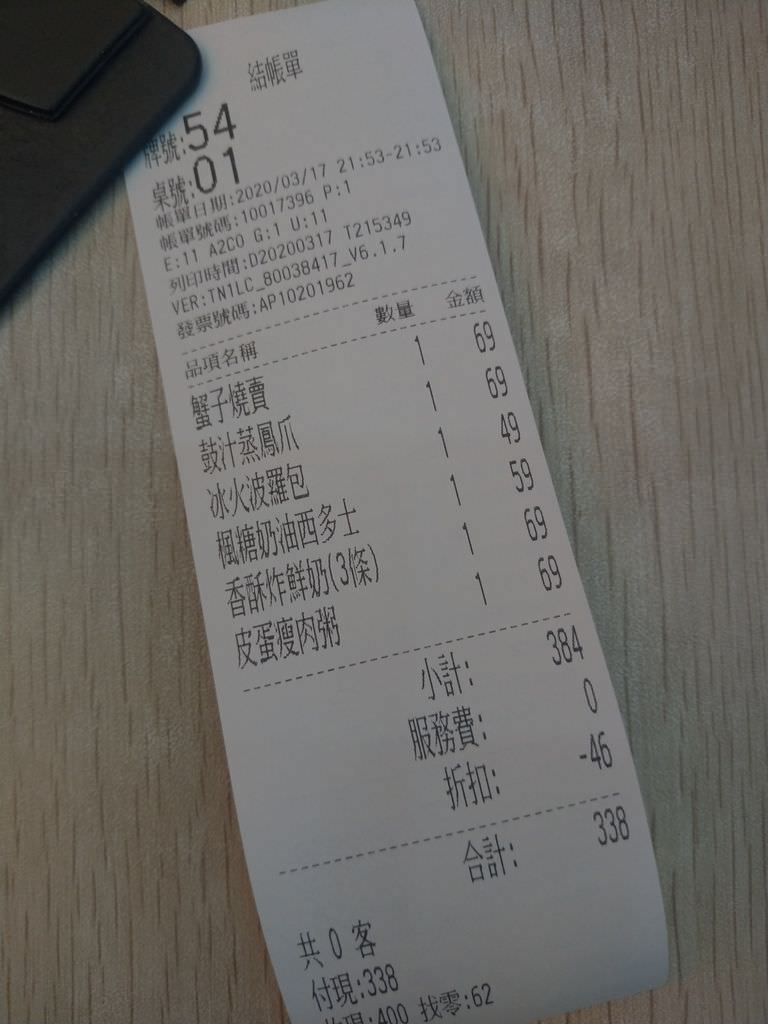 結帳單
牌號:54
桌號:01
帳單日期:2020/03/17 21:53-21:53
帳單號碼:10017396 P:1
E:11 A2C0 G:1 U:11
列印時間:D20200317 T215349
VER:TN1LC_80038417_V6.1.7
發票號碼:AP10201962
品項名稱 數量 金額
蟹子燒賣 1 69
鼓汁蒸鳳爪 1 69
冰火波羅包 1 49
楓糖奶油西多士 1 59
香酥炸鮮奶(3條) 1 69
皮蛋瘦肉粥 1 69
小計: 384
服務費: 0
折扣: -46
合計: 338
共 0 客
付現:338
現:400 找零:62